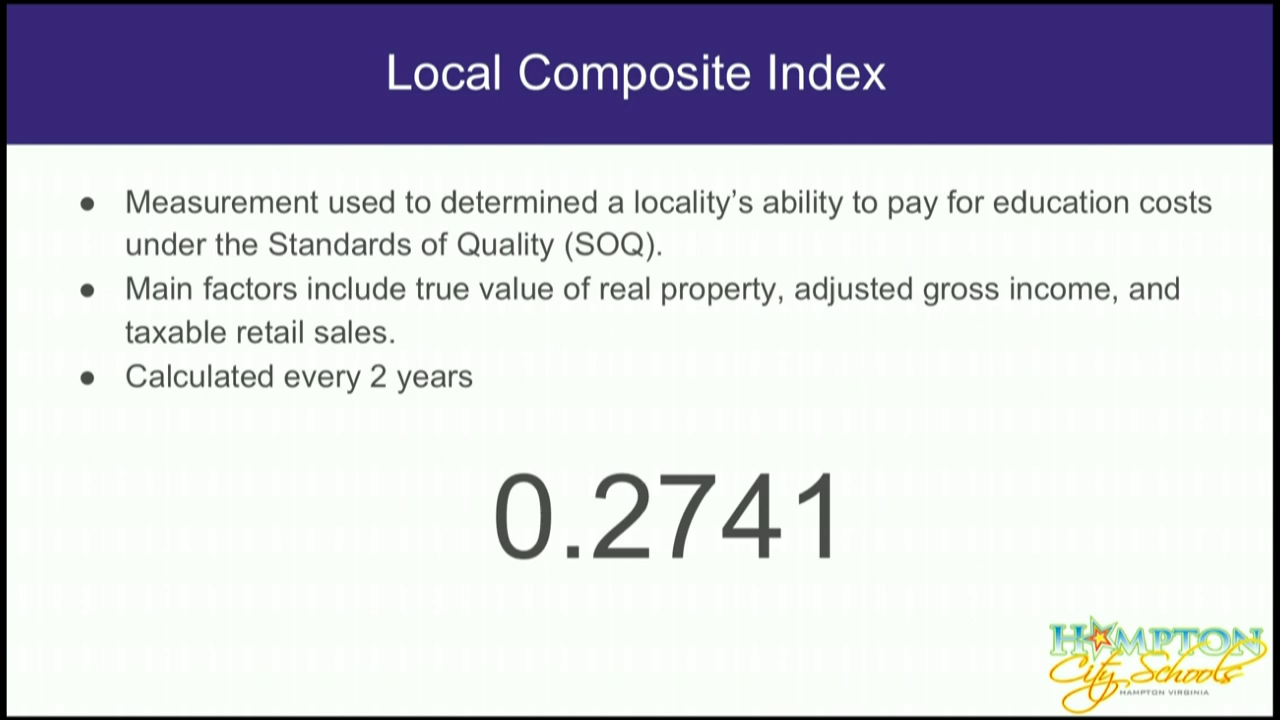 Local Composite Index
● Measurement used to determined a locality's ability to pay for education costs
under the Standards of Quality (SOQ).
● Main factors include true value of real property, adjusted gross income, and
taxable retail sales.
● Calculated every 2 years
0.2741
HAMPTON
City Schools
HAMPTON VIRGINIA